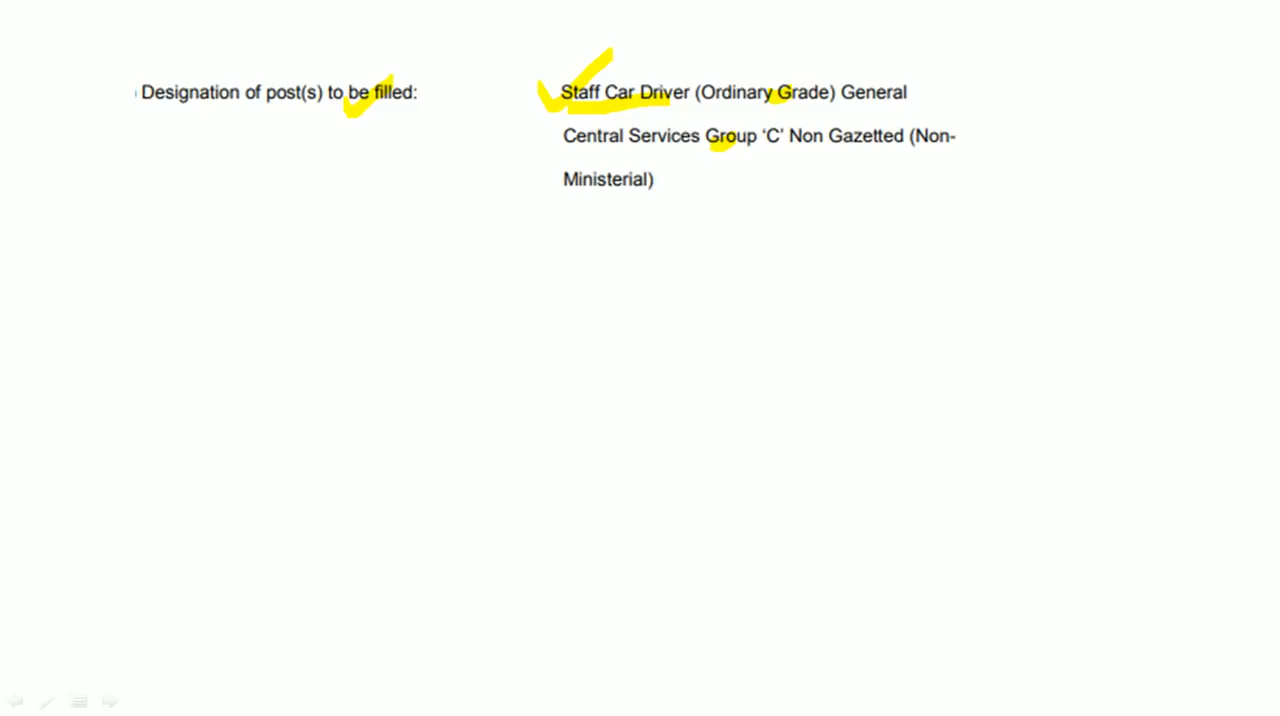 Designation of post(s) to be filled: Staff Car Driver (Ordinary Grade) General
Central Services Group ‘C’ Non Gazetted (Non-
Ministerial)